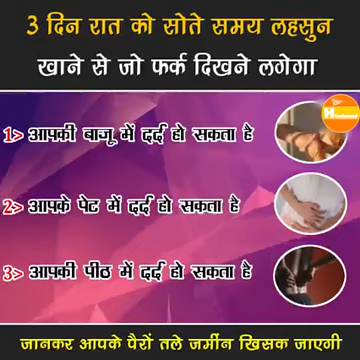 3 दिन रात को सोते समय लहसुन
खाने से जो फर्क दिखने लगेगा
1> आपकी बाजू में दर्द हो सकता है
2> आपके पेट में दर्द हो सकता है
3> आपकी पीठ में दर्द हो सकता है
जानकर आपके पैरों तले जमींन खिसक जाएगी